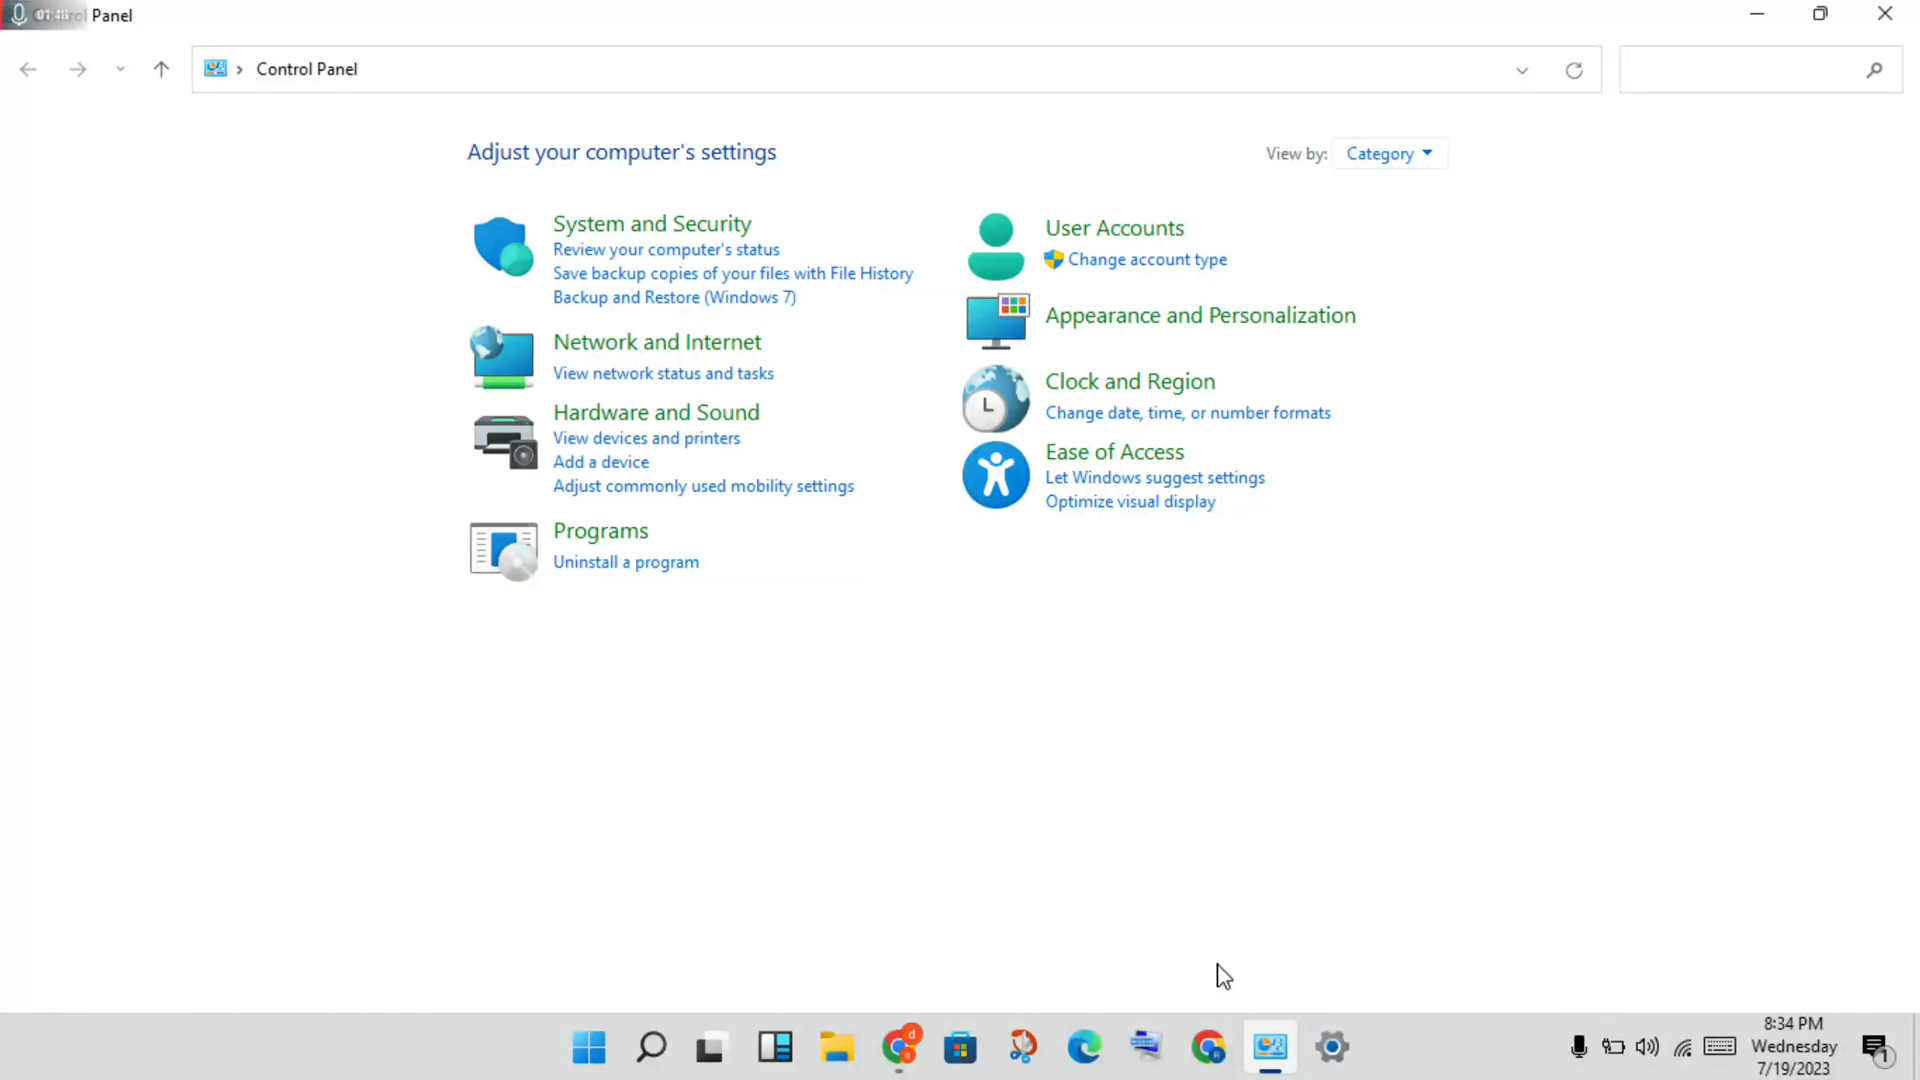 Control Panel
Control Panel
Adjust your computer's settings
View by: Category
System and Security
Review your computer's status
Save backup copies of your files with File History
Backup and Restore (Windows 7)
Network and Internet
View network status and tasks
Hardware and Sound
View devices and printers
Add a device
Adjust commonly used mobility settings
Programs
Uninstall a program
User Accounts
Change account type
Appearance and Personalization
Clock and Region
Change date, time, or number formats
Ease of Access
Let Windows suggest settings
Optimize visual display
d
8:34 PM
Wednesday
7/19/2023
1